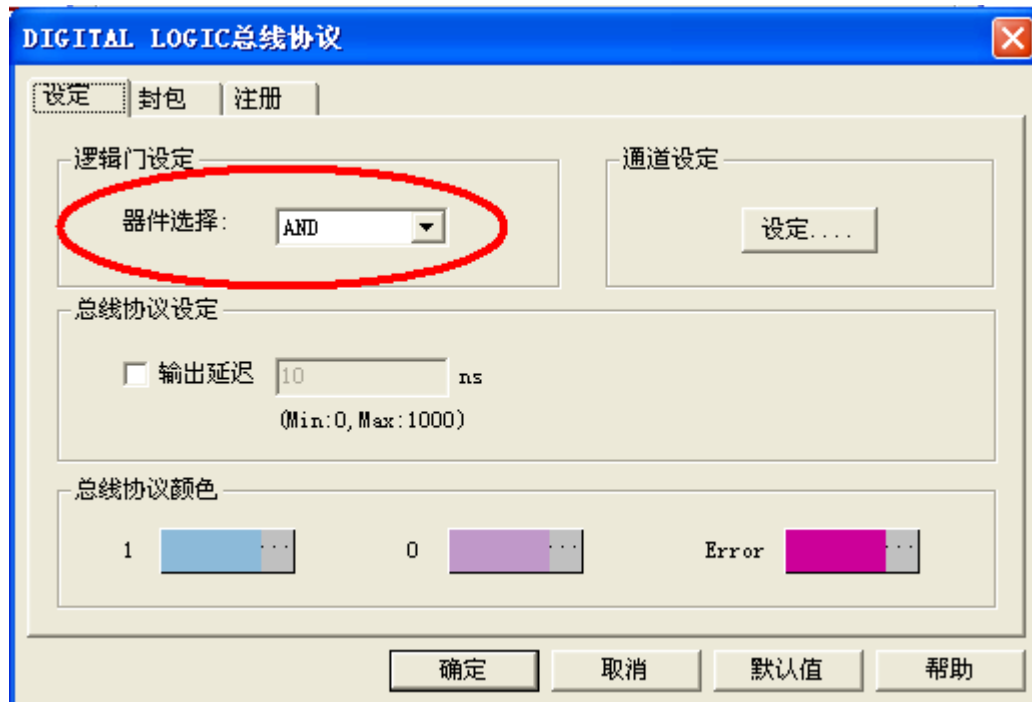 DIGITAL LOGIC总线协议
设定 封包 注册
逻辑门设定 通道设定
器件选择: AND 设定....
总线协议设定
输出延迟 10 ns
(Min:0,Max:1000)
总线协议颜色
1 ... 0 ... Error ...
确定 取消 默认值 帮助